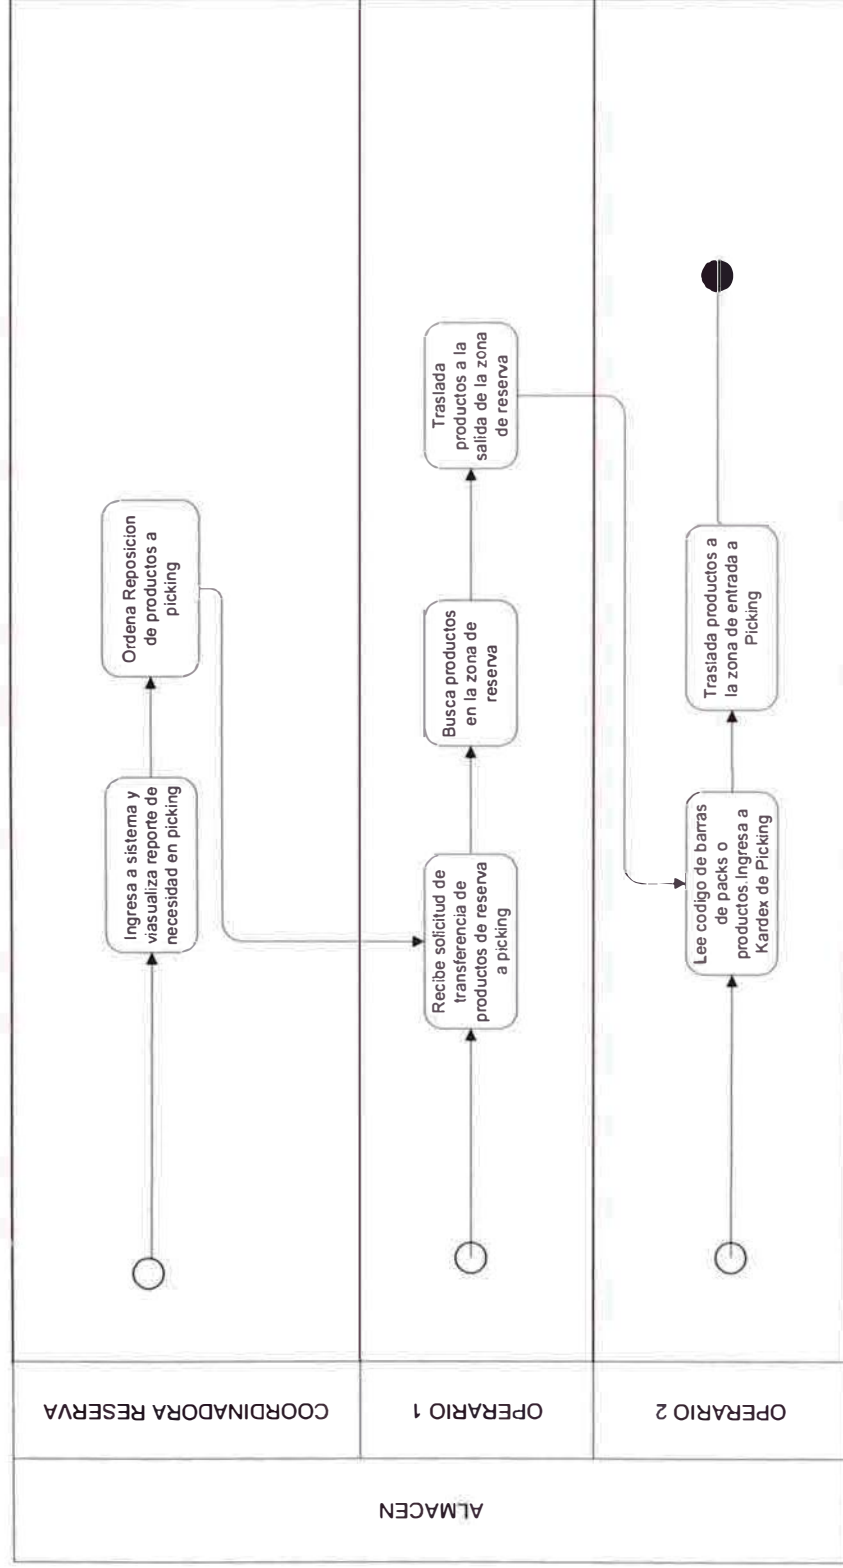 ALMACEN
COORDINADORA RESERVA
Ingresa a sistema y
viasualiza reporte de
necesidad en picking
Ordena Reposicion
de productos a
picking
OPERARIO 1
Recibe solicitud de
transferencia de
productos de reserva
a picking
Busca productos
en la zona de
reserva
Traslada
productos a la
salida de la zona
de reserva
OPERARIO 2
Lee codigo de barras
de packs o
productos.Ingresa a
Kardex de Picking
Traslada productos a
la zona de entrada a
Picking